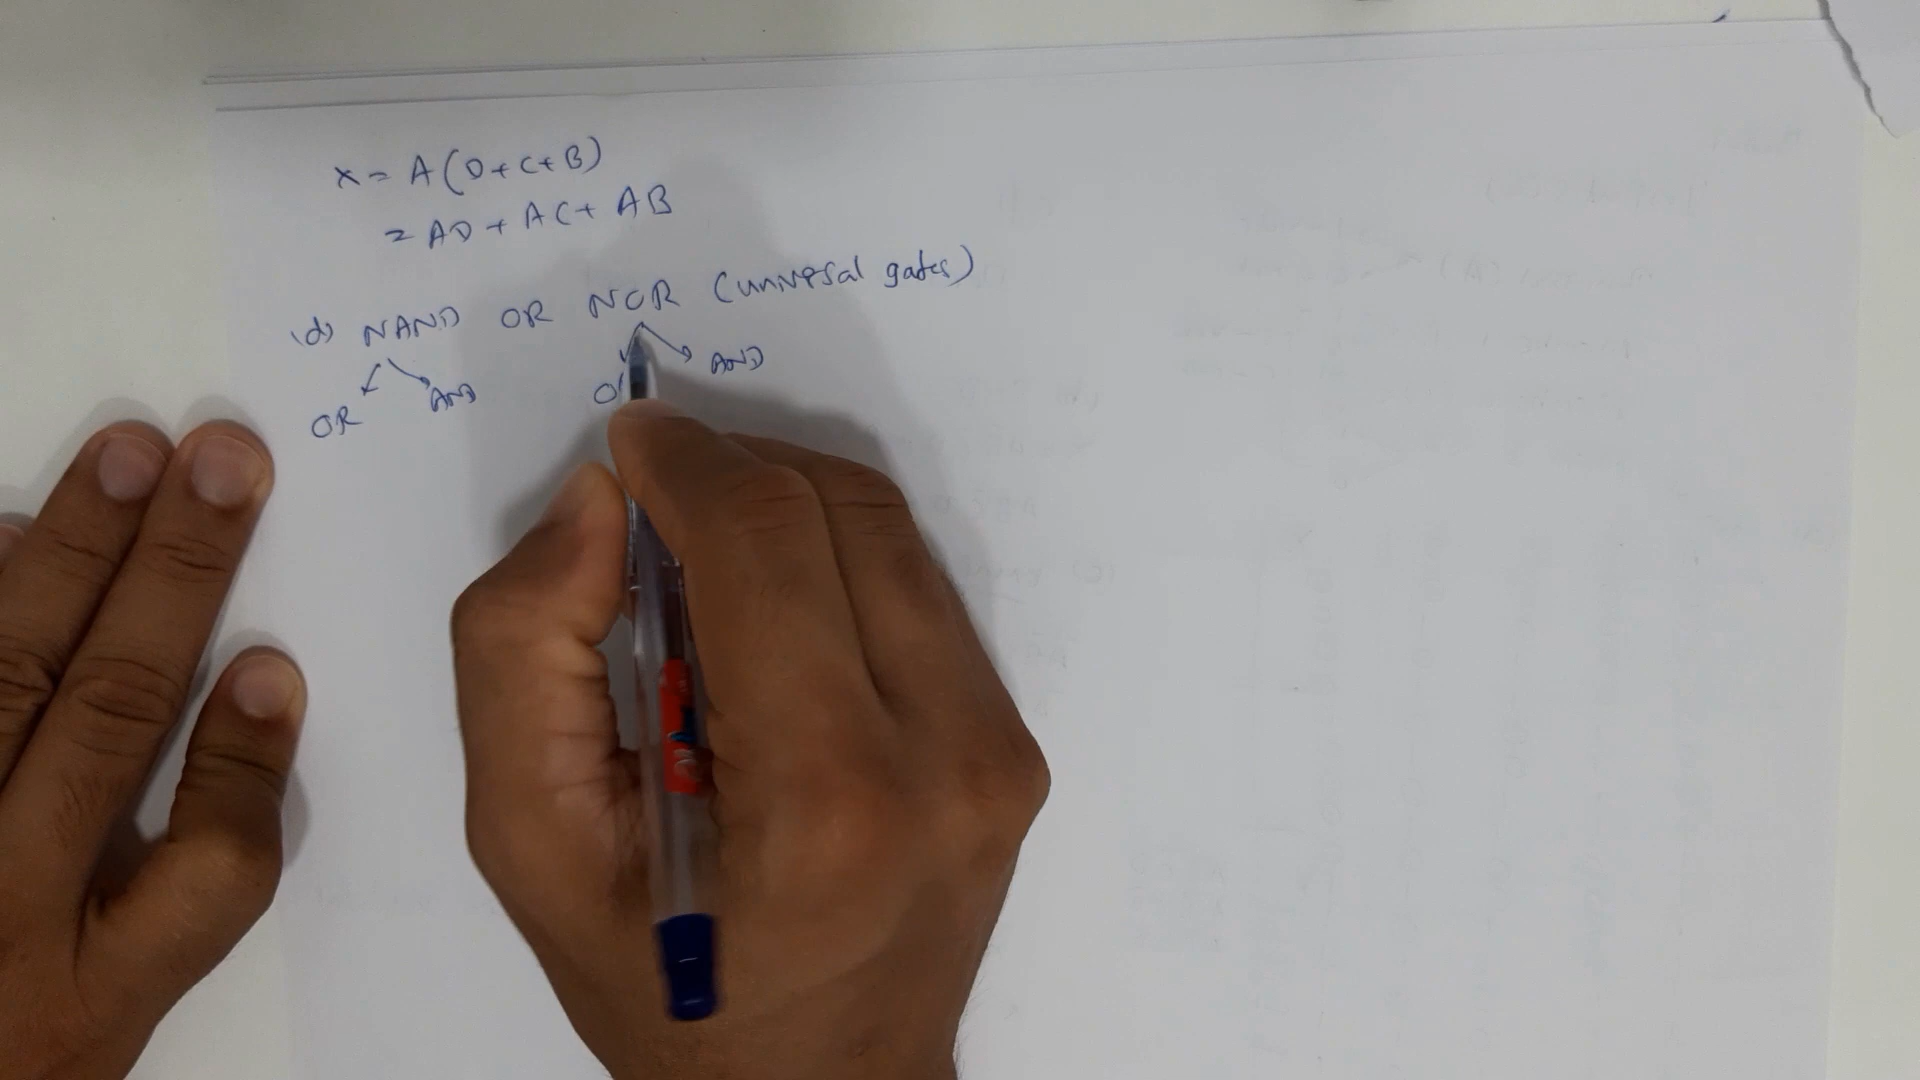 x = A(D+C+B)
= AD + AC + AB
(d) NAND OR NOR (universal gates)
OR AND O AND